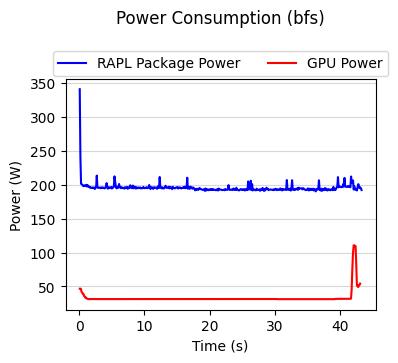 Power Consumption (bfs)
RAPL Package Power
GPU Power
350
300
250
200
150
100
50
Power (W)
0
10
20
30
40
Time (s)